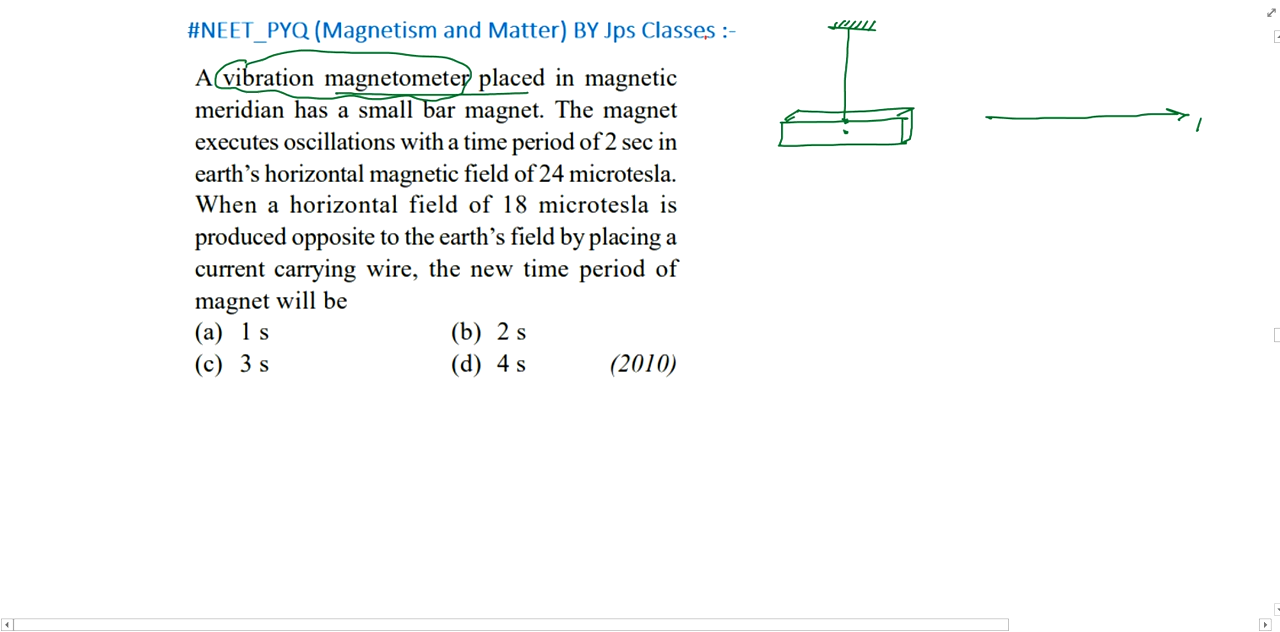 #NEET_PYQ (Magnetism and Matter) BY Jps Classes :-
A vibration magnetometer placed in magnetic
meridian has a small bar magnet. The magnet
executes oscillations with a time period of 2 sec in
earth’s horizontal magnetic field of 24 microtesla.
When a horizontal field of 18 microtesla is
produced opposite to the earth’s field by placing a
current carrying wire, the new time period of
magnet will be
(a) 1 s (b) 2 s
(c) 3 s (d) 4 s (2010)